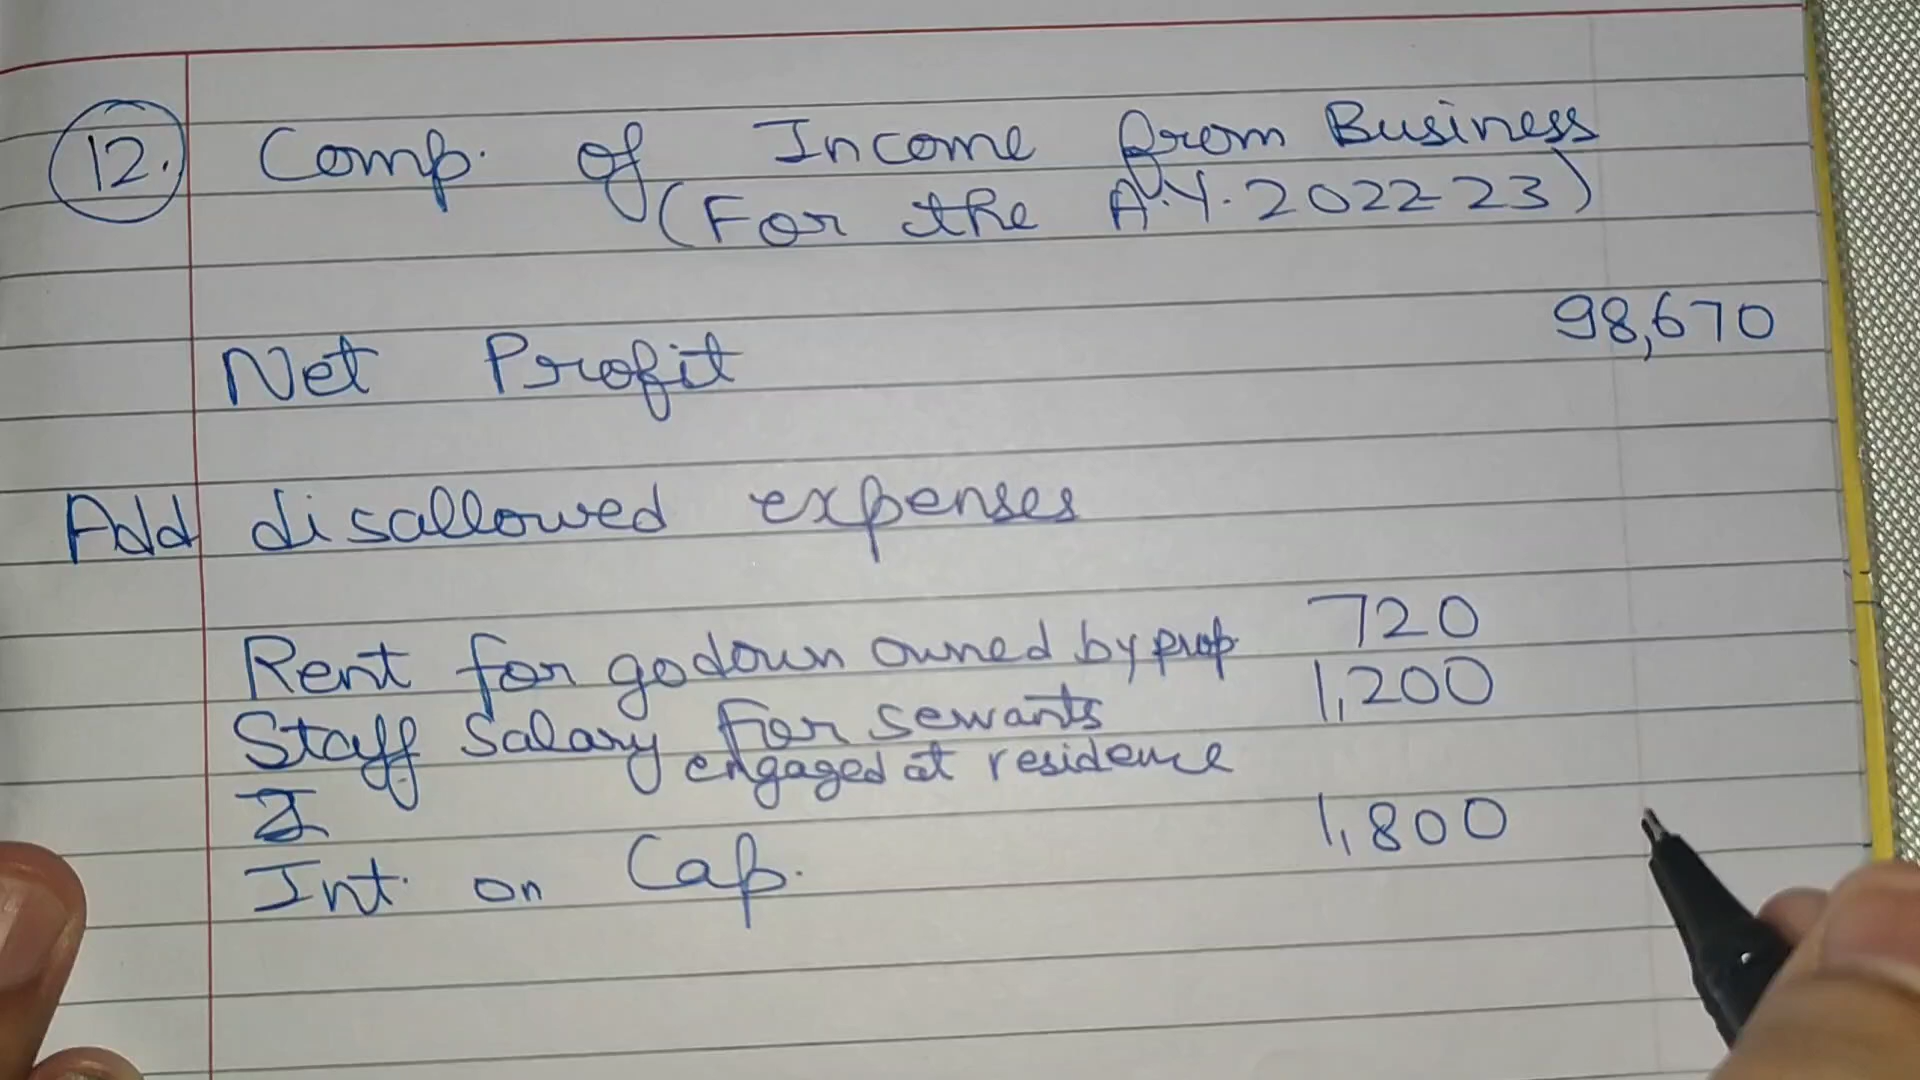 12. Comp. of Income from Business
(For the A.Y. 2022-23)
Net Profit 98,670
Add disallowed expenses
Rent for godown owned by prop. 720
Staff Salary for servants 1,200
engaged at residence
Int. on Cap. 1,800